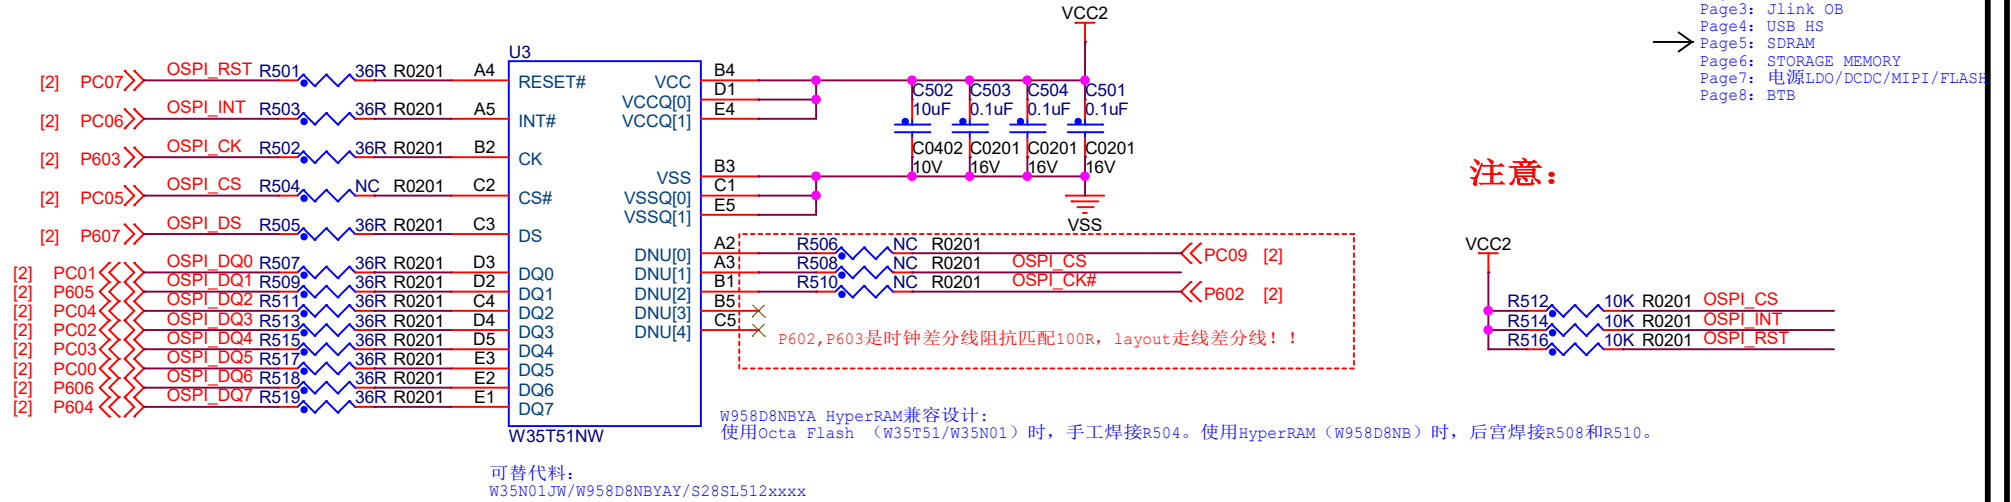 VCC2
Page3: Jlink OB
Page4: USB HS
Page5: SDRAM
Page6: STORAGE MEMORY
Page7: 电源LDO/DCDC/MIPI/FLASH
Page8: BTB
U3
[2] PC07 OSPI_RST R501 36R R0201 A4 RESET#
[2] PC06 OSPI_INT R503 36R R0201 A5 INT#
[2] P603 OSPI_CK R502 36R R0201 B2 CK
[2] PC05 OSPI_CS R504 NC R0201 C2 CS#
[2] P607 OSPI_DS R505 36R R0201 C3 DS
[2] PC01 OSPI_DQ0 R507 36R R0201 D3 DQ0
[2] P605 OSPI_DQ1 R509 36R R0201 D2 DQ1
[2] PC04 OSPI_DQ2 R511 36R R0201 C4 DQ2
[2] PC02 OSPI_DQ3 R513 36R R0201 D4 DQ3
[2] PC03 OSPI_DQ4 R515 36R R0201 D5 DQ4
[2] PC00 OSPI_DQ5 R517 36R R0201 E3 DQ5
[2] P606 OSPI_DQ6 R518 36R R0201 E2 DQ6
[2] P604 OSPI_DQ7 R519 36R R0201 E1 DQ7
VCC B4
VCCQ[0] D1
VCCQ[1] E4
VSS B3
VSSQ[0] C1
VSSQ[1] E5
DNU[0] A2 R506 NC R0201 PC09 [2]
DNU[1] A3 R508 NC R0201 OSPI_CS
DNU[2] B1 R510 NC R0201 OSPI_CK# P602 [2]
DNU[3] B5
DNU[4] C5
C502 C503 C504 C501
10uF 0.1uF 0.1uF 0.1uF
C0402 C0201 C0201 C0201
10V 16V 16V 16V
VSS
P602,P603是时钟差分线阻抗匹配100R，layout走线差分线！！
W35T51NW
W958D8NBYA HyperRAM兼容设计：
使用Octa Flash （W35T51/W35N01）时，手工焊接R504。使用HyperRAM（W958D8NB）时，后宫焊接R508和R510。
可替代料：
W35N01JW/W958D8NBYAY/S28SL512xxxx
注意：
VCC2
R512 10K R0201 OSPI_CS
R514 10K R0201 OSPI_INT
R516 10K R0201 OSPI_RST